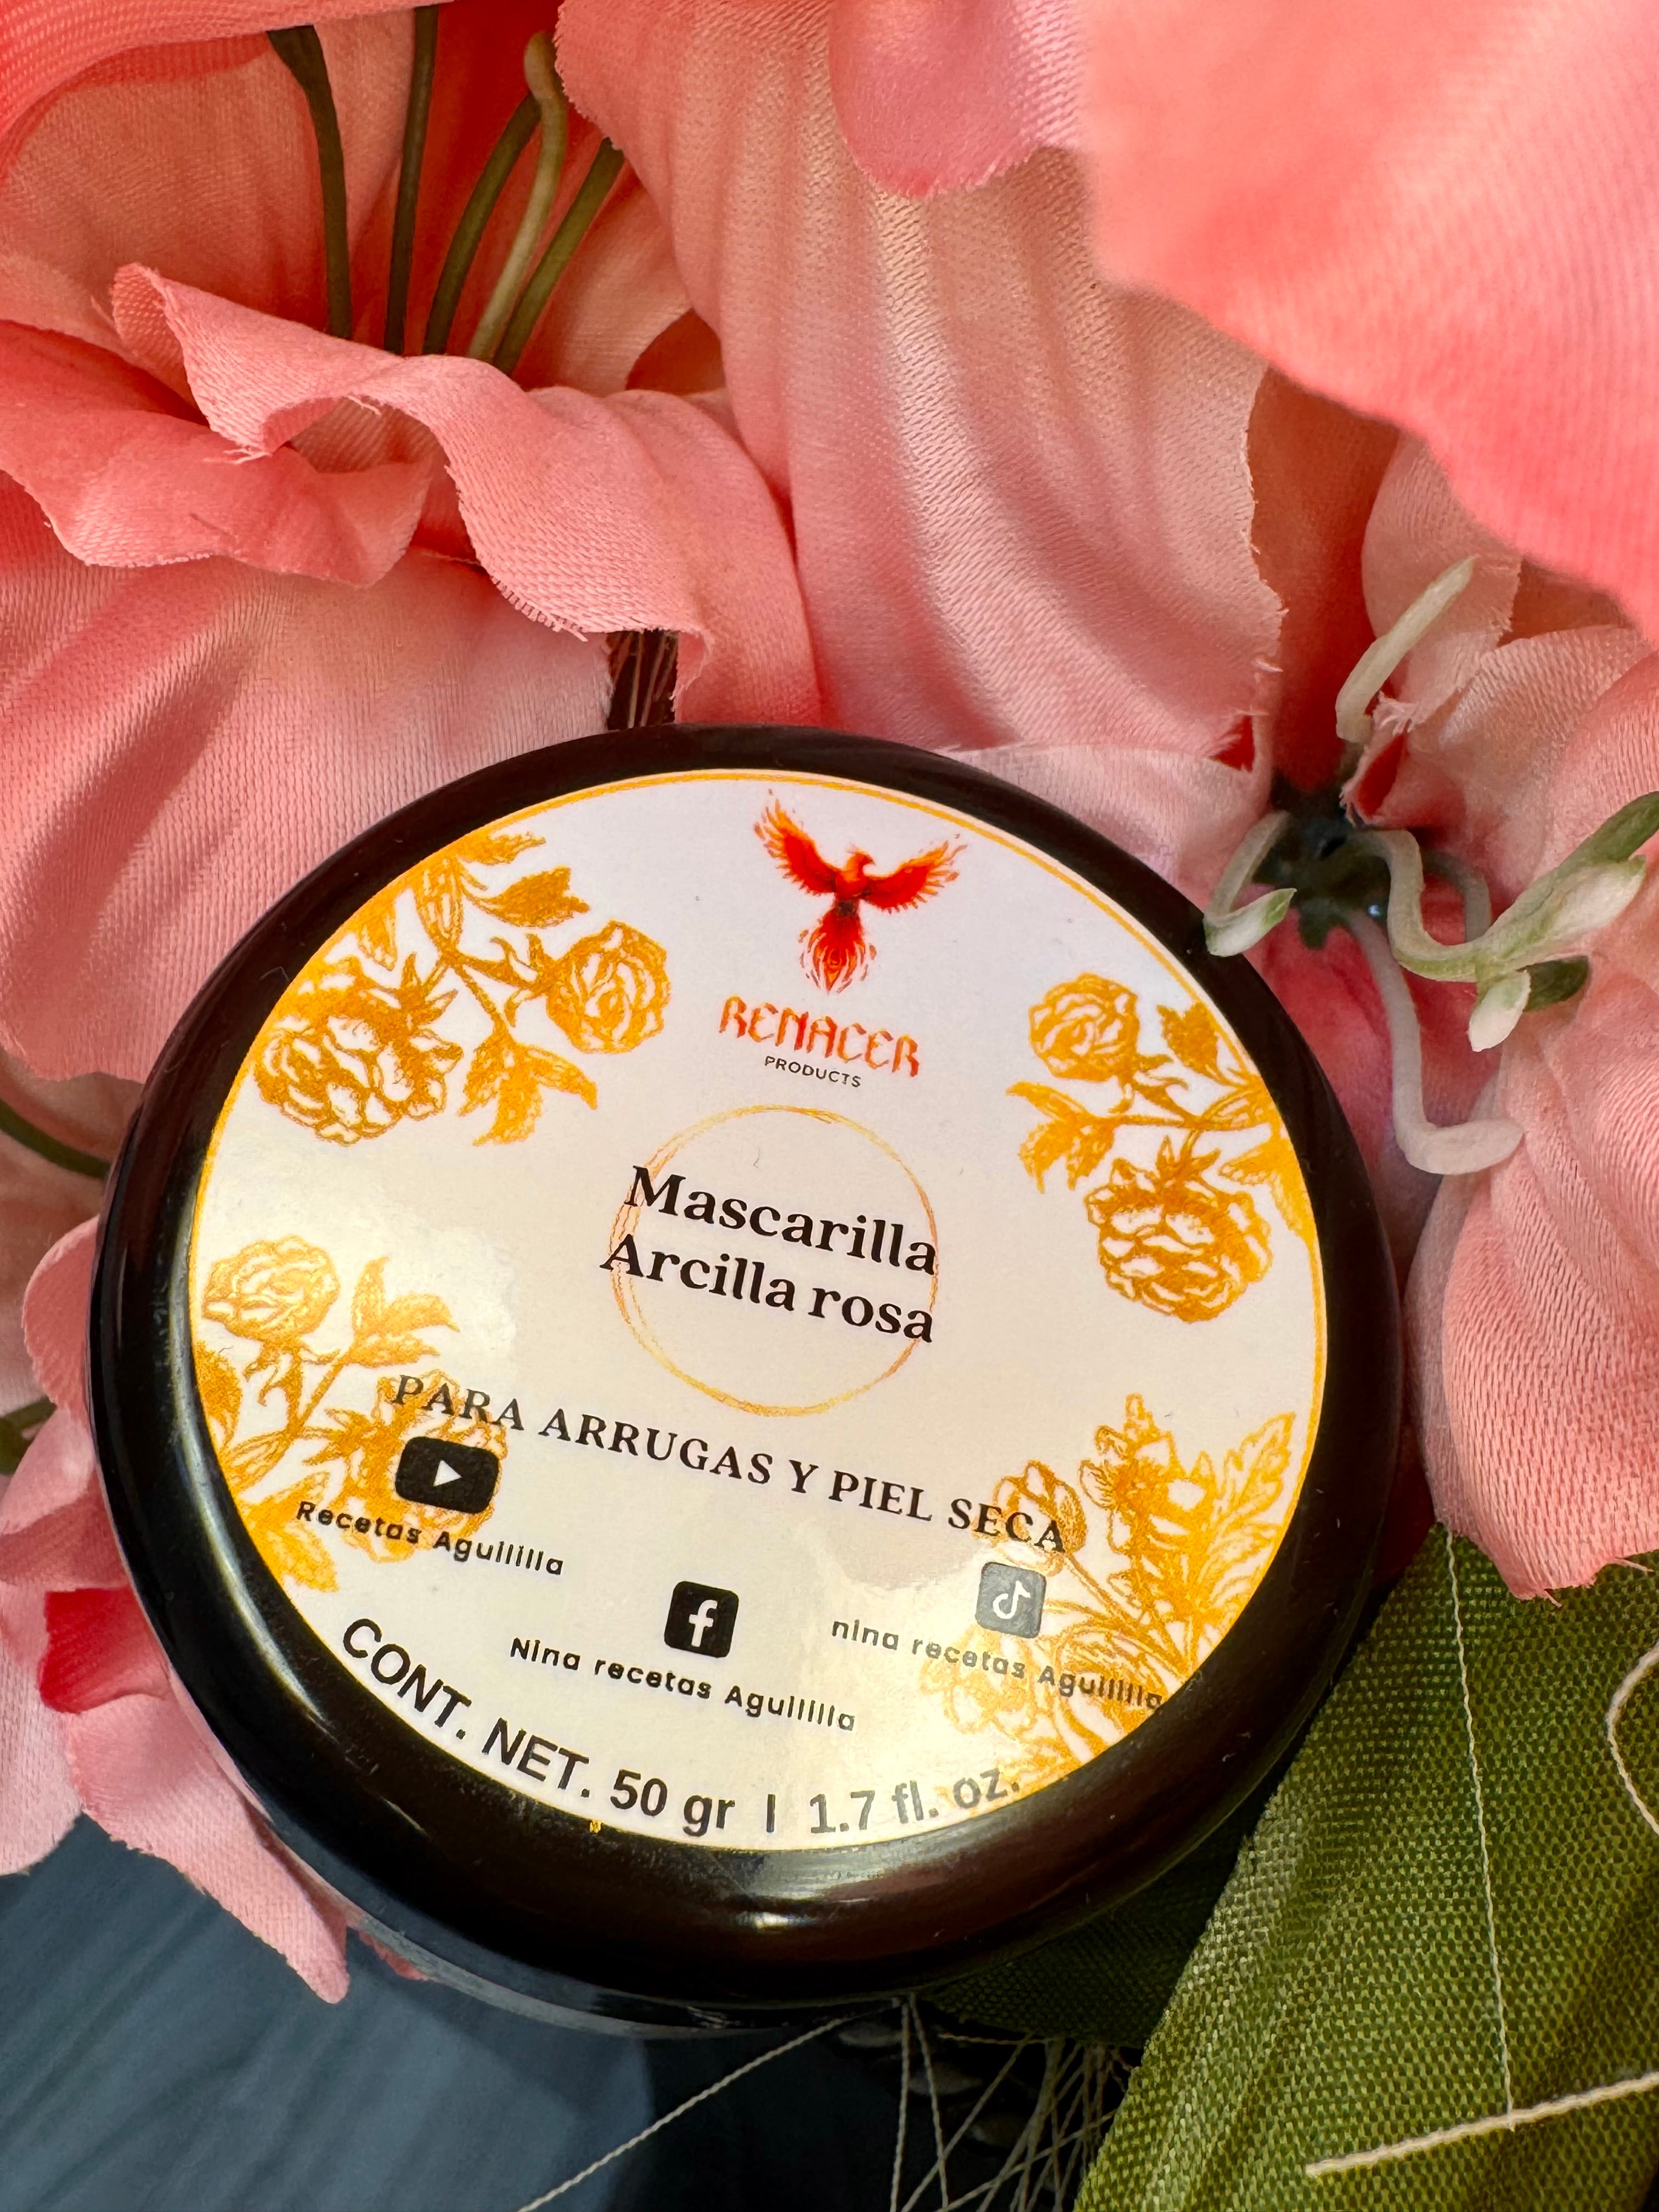 RENACER
PRODUCTS
Mascarilla
Arcilla rosa
PARA ARRUGAS Y PIEL SECA
Recetas Aguililla
Nina recetas Aguililla
nina recetas Aguililla
CONT. NET. 50 gr | 1.7 fl. oz.